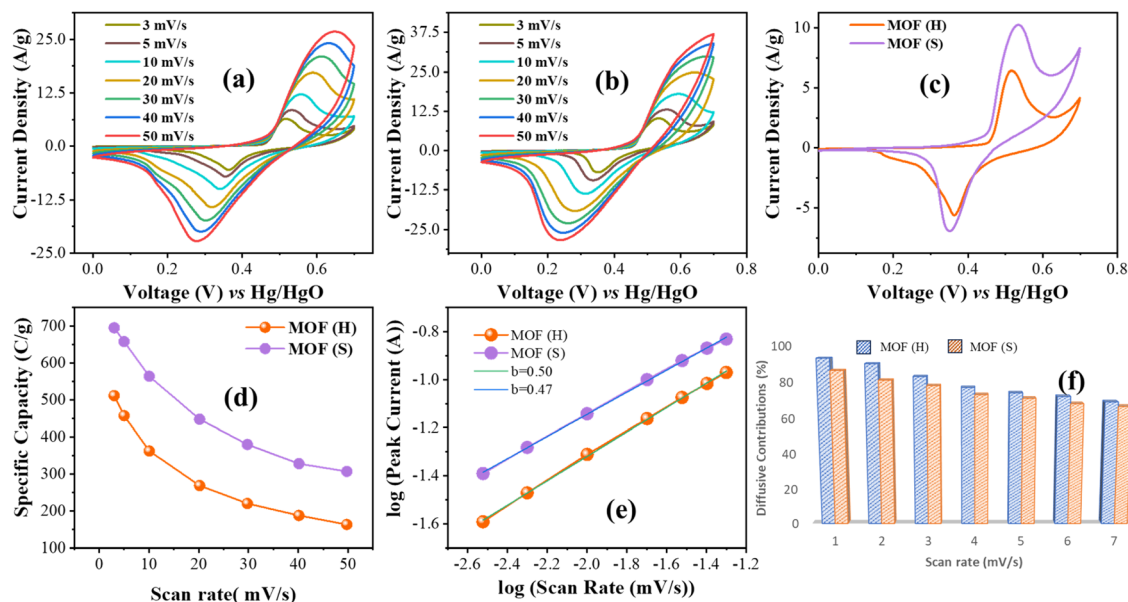 3 mV/s
5 mV/s
10 mV/s
20 mV/s
30 mV/s
40 mV/s
50 mV/s
(a)
25.0
12.5
0.0
-12.5
-25.0
Current Density (A/g)
0.0 0.2 0.4 0.6 0.8
Voltage (V) vs Hg/HgO
3 mV/s
5 mV/s
10 mV/s
20 mV/s
30 mV/s
40 mV/s
50 mV/s
(b)
37.5
25.0
12.5
0.0
-12.5
-25.0
Current Density (A/g)
0.0 0.2 0.4 0.6 0.8
Voltage (V) vs Hg/HgO
MOF (H)
MOF (S)
(c)
10
5
0
-5
Current Density (A/g)
0.0 0.2 0.4 0.6 0.8
Voltage (V) vs Hg/HgO
MOF (H)
MOF (S)
(d)
700
600
500
400
300
200
100
Specific Capacity (C/g)
0 10 20 30 40 50
Scan rate( mV/s)
MOF (H)
MOF (S)
b=0.50
b=0.47
(e)
-0.8
-1.0
-1.2
-1.4
-1.6
log (Peak Current (A))
-2.6 -2.4 -2.2 -2.0 -1.8 -1.6 -1.4 -1.2
log (Scan Rate (mV/s))
MOF (H) MOF (S)
(f)
100
80
60
40
20
0
Diffusive Contributions (%)
1 2 3 4 5 6 7
Scan rate (mV/s)